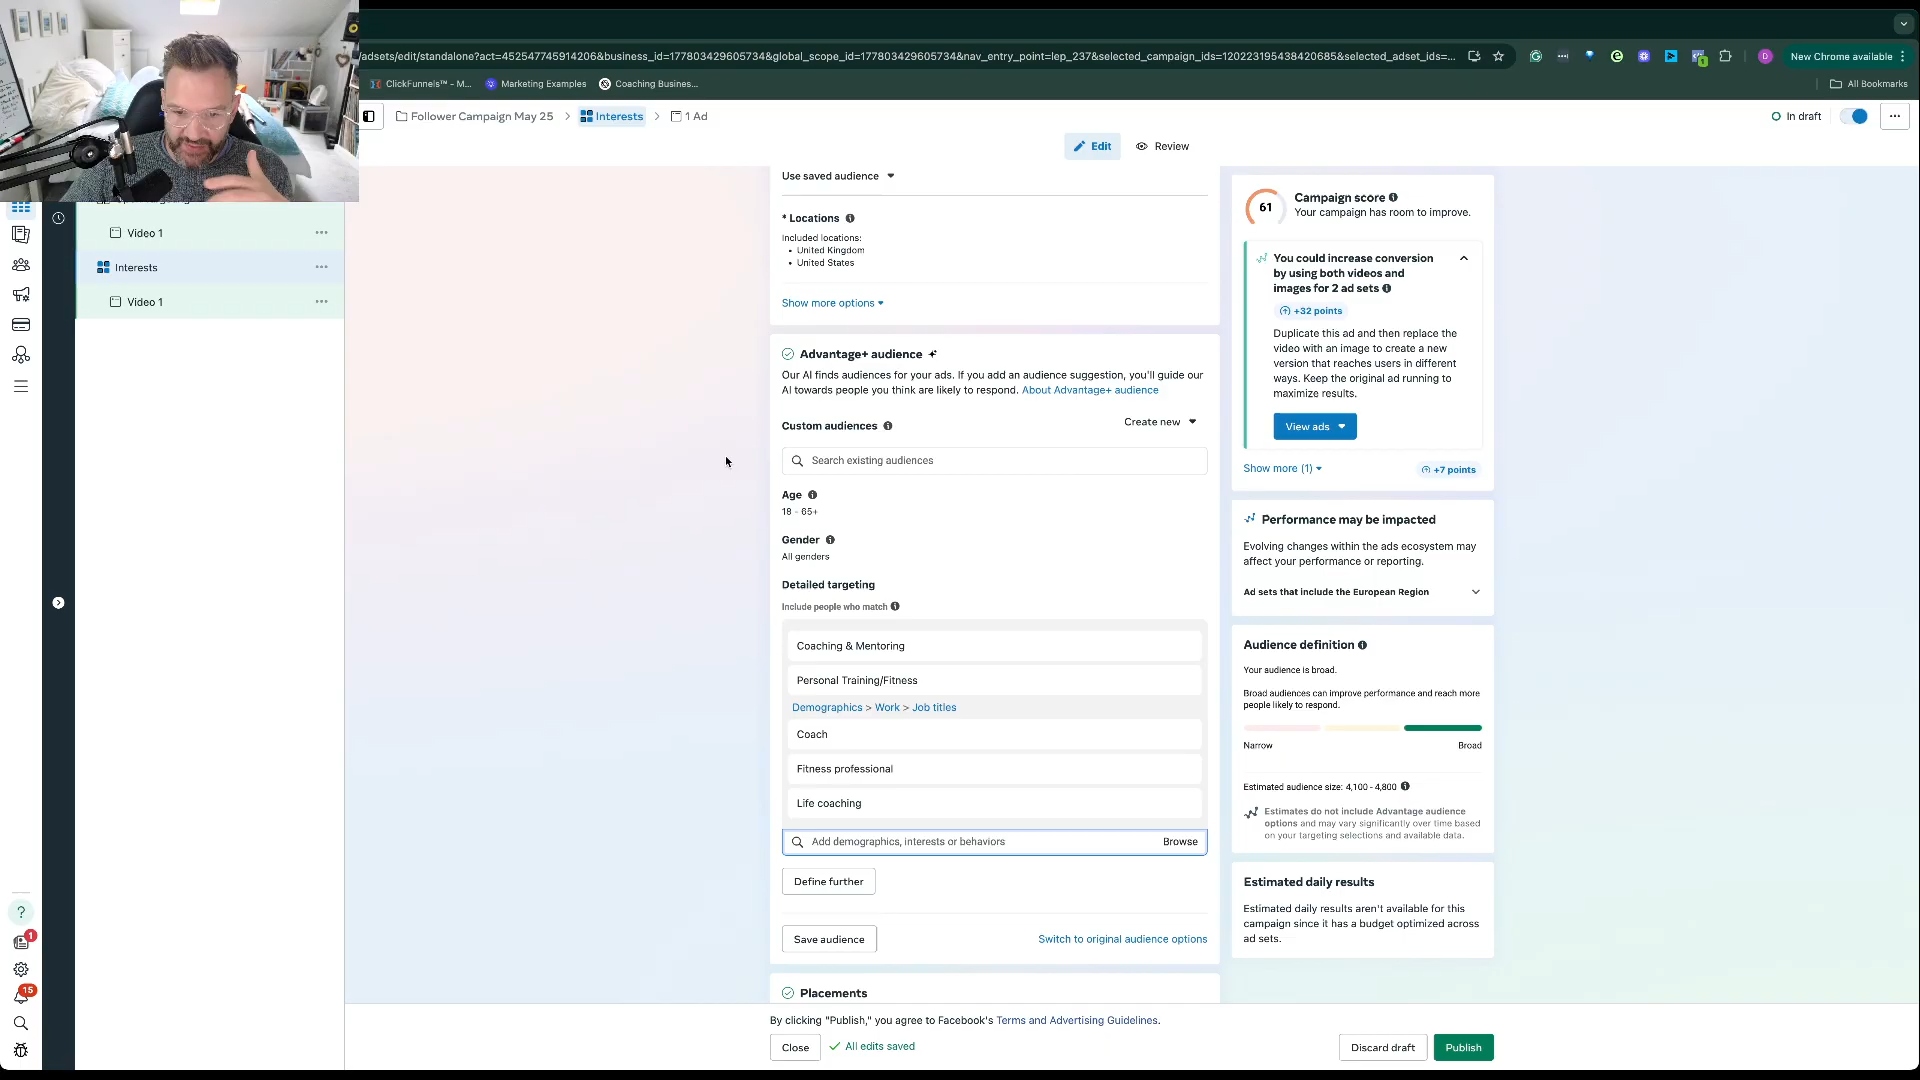 /adsets/edit/standalone?act=452547745914206&business_id=177803429605734&global_scope_id=177803429605734&nav_entry_point=lep_237&selected_campaign_ids=120223195438420685&selected_adset_ids=...
New Chrome available
ClickFunnels™ - M...
Marketing Examples
Coaching Business...
All Bookmarks
Follower Campaign May 25
Interests
1 Ad
In draft
Edit
Review
Video 1
Interests
Video 1
Use saved audience
* Locations
Included locations:
• United Kingdom
• United States
Show more options
Advantage+ audience
Our AI finds audiences for your ads. If you add an audience suggestion, you'll guide our
AI towards people you think are likely to respond. About Advantage+ audience
Custom audiences
Create new
Search existing audiences
Age
18 - 65+
Gender
All genders
Detailed targeting
Include people who match
Coaching & Mentoring
Personal Training/Fitness
Demographics > Work > Job titles
Coach
Fitness professional
Life coaching
Add demographics, interests or behaviors
Browse
Define further
Save audience
Switch to original audience options
Placements
61
Campaign score
Your campaign has room to improve.
You could increase conversion
by using both videos and
images for 2 ad sets
+32 points
Duplicate this ad and then replace the
video with an image to create a new
version that reaches users in different
ways. Keep the original ad running to
maximize results.
View ads
Show more (1)
+7 points
Performance may be impacted
Evolving changes within the ads ecosystem may
affect your performance or reporting.
Ad sets that include the European Region
Audience definition
Your audience is broad.
Broad audiences can improve performance and reach more
people likely to respond.
Narrow
Broad
Estimated audience size: 4,100 - 4,800
Estimates do not include Advantage audience
options and may vary significantly over time based
on your targeting selections and available data.
Estimated daily results
Estimated daily results aren't available for this
campaign since it has a budget optimized across
ad sets.
1
15
By clicking "Publish," you agree to Facebook's Terms and Advertising Guidelines.
Close
All edits saved
Discard draft
Publish